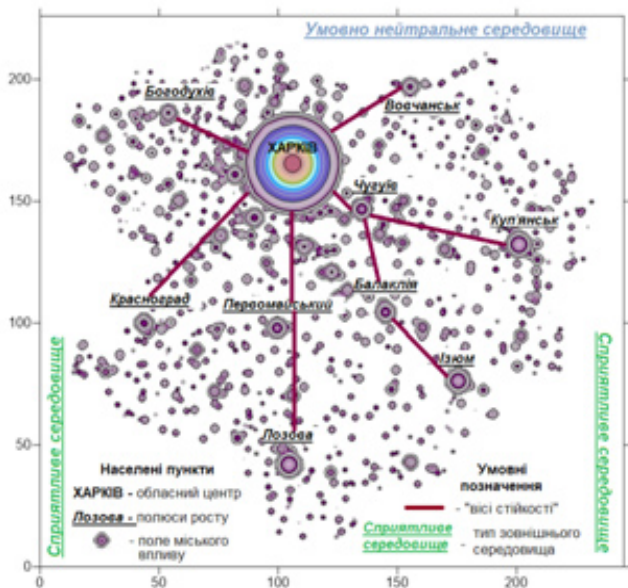 Умовно нейтральне середовище
200
Богодухів
Вовчанськ
ХАРКІВ
Чугуїв
150
Куп'янськ
Балаклія
Красноград
Первомайський
100
Ізюм
Сприятливе середовище
Сприятливе середовище
50
Лозова
Населені пункти
ХАРКІВ - обласний центр
Лозова - полюси росту
- поле міського
впливу
Умовні
позначення
- "вісі стійкості"
Сприятливе
середовище
- тип зовнішнього
середовища
0
0
50
100
150
200